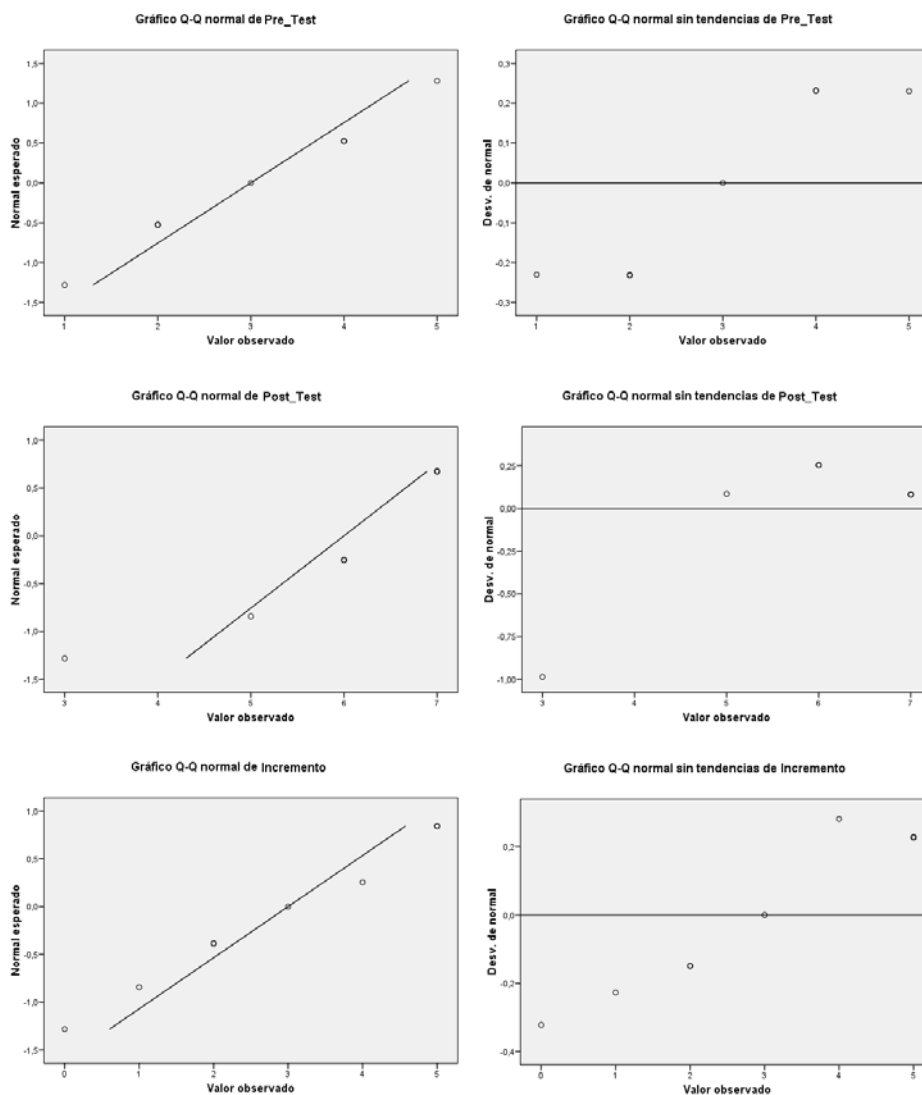 Gráfico Q-Q normal de Pre_Test
1,5
1,0
0,5
0,0
-0,5
-1,0
-1,5
Normal esperado
1 2 3 4 5
Valor observado
Gráfico Q-Q normal sin tendencias de Pre_Test
0,3
0,2
0,1
0,0
-0,1
-0,2
-0,3
Desv. de normal
1 2 3 4 5
Valor observado
Gráfico Q-Q normal de Post_Test
1,0
0,5
0,0
-0,5
-1,0
-1,5
Normal esperado
3 4 5 6 7
Valor observado
Gráfico Q-Q normal sin tendencias de Post_Test
0,25
0,00
-0,25
-0,50
-0,75
-1,00
Desv. de normal
3 4 5 6 7
Valor observado
Gráfico Q-Q normal de Incremento
1,0
0,5
0,0
-0,5
-1,0
-1,5
Normal esperado
0 1 2 3 4 5
Valor observado
Gráfico Q-Q normal sin tendencias de Incremento
0,2
0,0
-0,2
-0,4
Desv. de normal
0 1 2 3 4 5
Valor observado